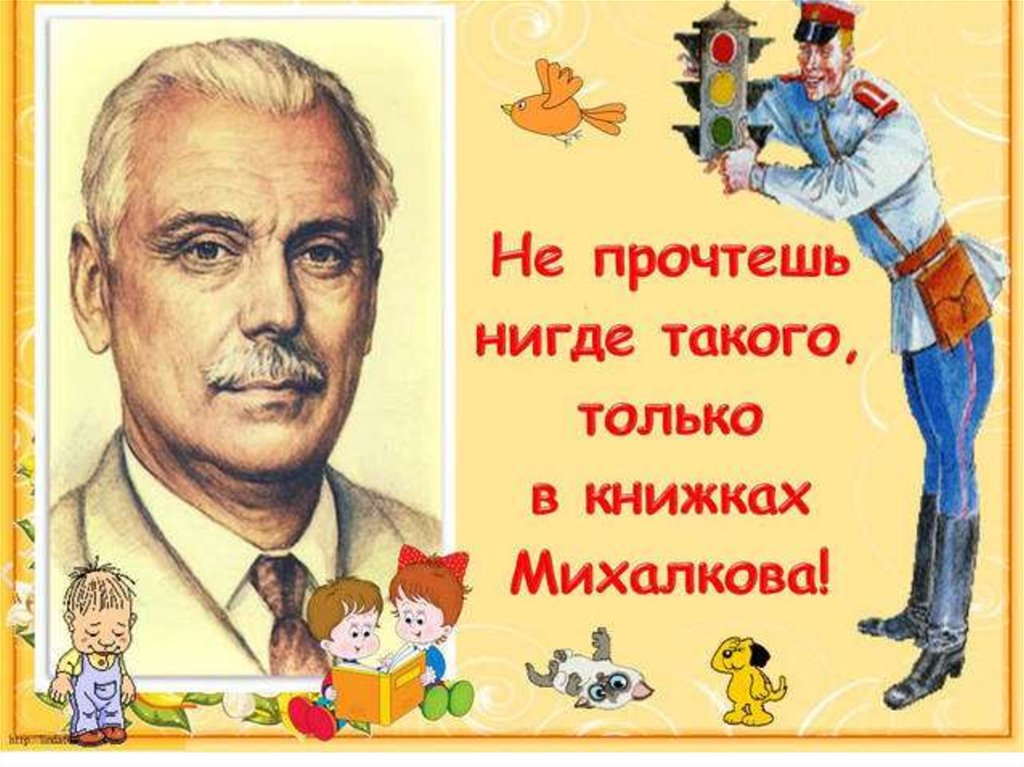 Не прочтешь
нигде такого,
только
в книжках
Михалкова!